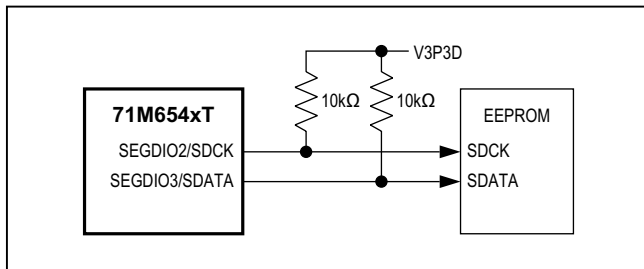 V3P3D
10kΩ 10kΩ
71M654xT
EEPROM
SEGDIO2/SDCK SDCK
SEGDIO3/SDATA SDATA